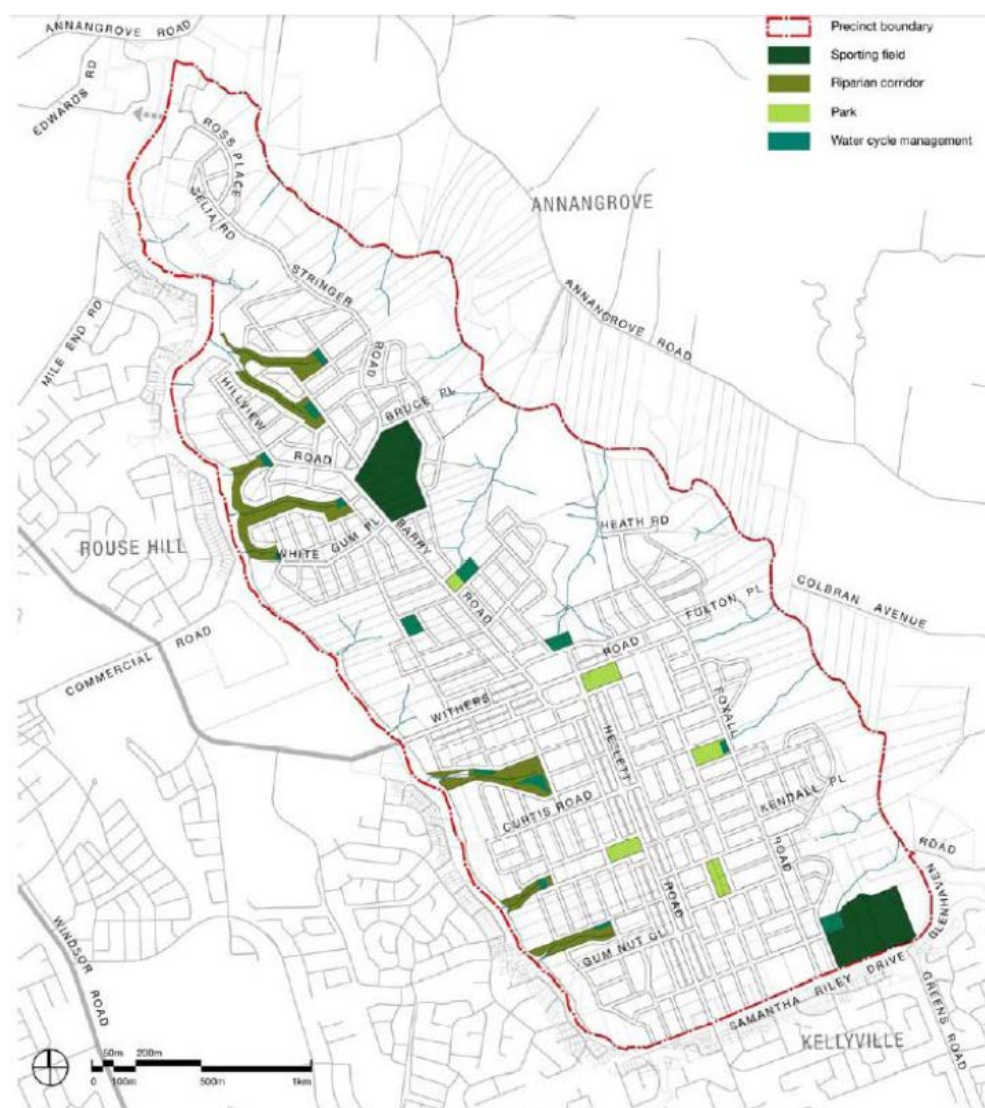 ANNANGROVE ROAD
EDWARDS RD
Precinct boundary
Sporting field
Riparian corridor
Park
Water cycle management
ROSS PLACE
CELIA RD
ANNANGROVE
STRINGER
ROAD
ANNANGROVE ROAD
MILE END RD
HILLVIEW
ROAD
BRUCE PL
BARRY
ROAD
WHITE GUM PL
ROUSE HILL
HEATH RD
COLBRAN AVENUE
FULTON PL
ROAD
COMMERCIAL ROAD
WITHERS
FOXALL
ROAD
HEZLETT
ROAD
CURTIS ROAD
KENDALL PL
ROAD
GLENHAVEN
GUM NUT CL
WINDSOR
ROAD
SAMANTHA RILEY DRIVE
GREENS ROAD
KELLYVILLE
50m 200m
0 100m 500m 1km